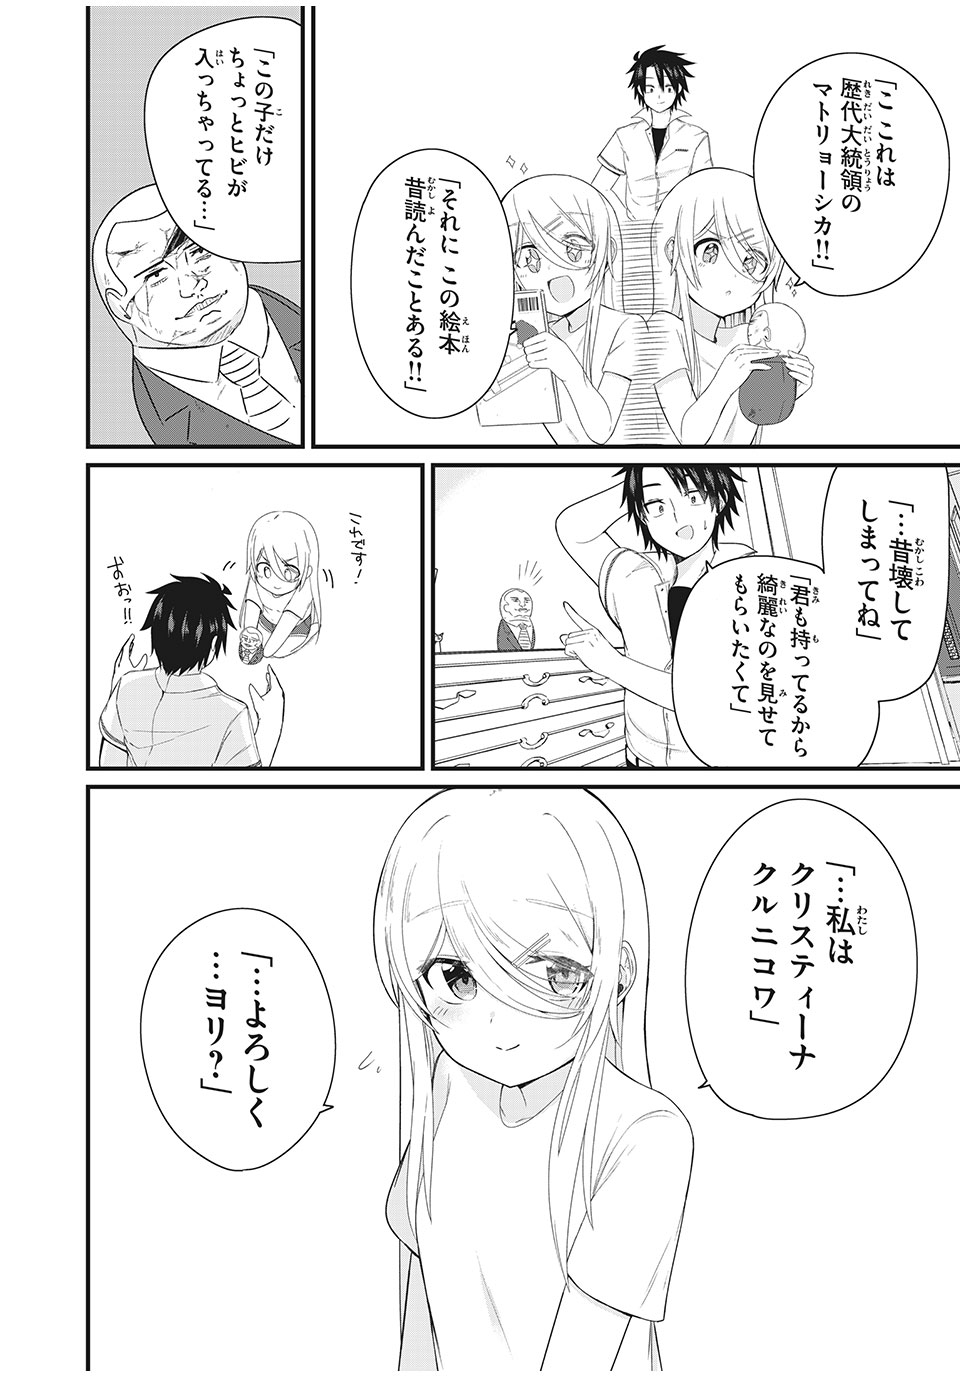 「ここれは
歴代大統領の
マトリョーシカ!!」
「それに この絵本
昔読んだことある!!」
「この子だけ
ちょっとヒビが
入っちゃってる…」
「…昔壊して
しまってね」
「君も持ってるから
綺麗なのを見せて
もらいたくて」
こチです!
おおっ!!
「…私は
クリスティーナ
クルニコワ」
「…よろしく
…ヨリ?」